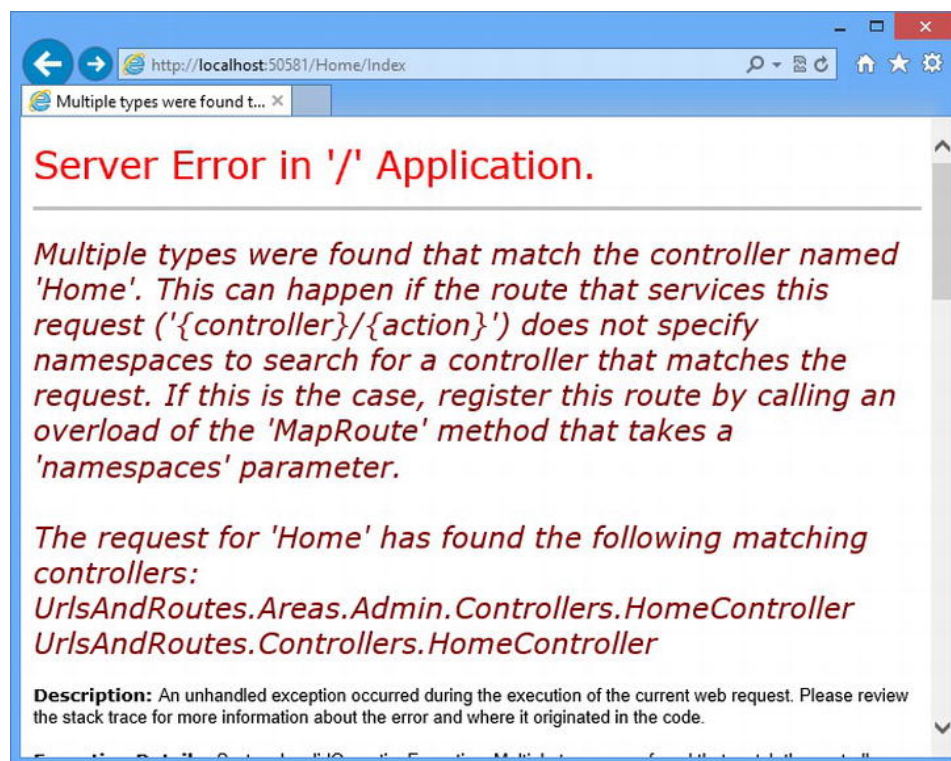 http://localhost:50581/Home/Index
Multiple types were found t...
Server Error in '/' Application.
Multiple types were found that match the controller named
'Home'. This can happen if the route that services this
request ('{controller}/{action}') does not specify
namespaces to search for a controller that matches the
request. If this is the case, register this route by calling an
overload of the 'MapRoute' method that takes a
'namespaces' parameter.
The request for 'Home' has found the following matching
controllers:
UrlsAndRoutes.Areas.Admin.Controllers.HomeController
UrlsAndRoutes.Controllers.HomeController
Description: An unhandled exception occurred during the execution of the current web request. Please review
the stack trace for more information about the error and where it originated in the code.